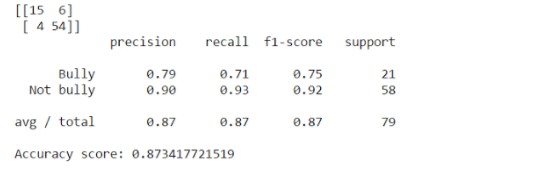 [[15  6]
 [ 4 54]]
             precision    recall  f1-score   support

      Bully       0.79      0.71      0.75        21
  Not bully       0.90      0.93      0.92        58

avg / total       0.87      0.87      0.87        79

Accuracy score: 0.873417721519